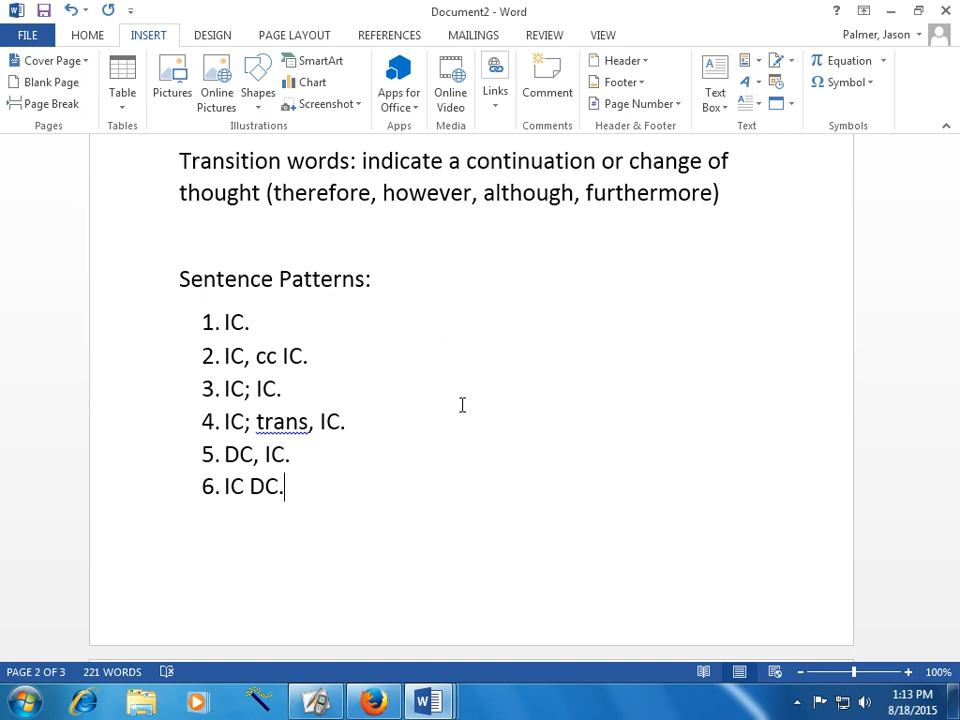 Document2 - Word
FILE HOME INSERT DESIGN PAGE LAYOUT REFERENCES MAILINGS REVIEW VIEW Palmer, Jason
Cover Page
Blank Page
Page Break
Pages
Table
Tables
Pictures
Online Pictures
Shapes
SmartArt
Chart
Screenshot
Illustrations
Apps for Office
Apps
Online Video
Media
Links
Comment
Comments
Header
Footer
Page Number
Header & Footer
Text Box
Text
Equation
Symbol
Symbols
Transition words: indicate a continuation or change of
thought (therefore, however, although, furthermore)
Sentence Patterns:
1. IC.
2. IC, cc IC.
3. IC; IC.
4. IC; trans, IC.
5. DC, IC.
6. IC DC.
PAGE 2 OF 3 221 WORDS 100%
1:13 PM
8/18/2015